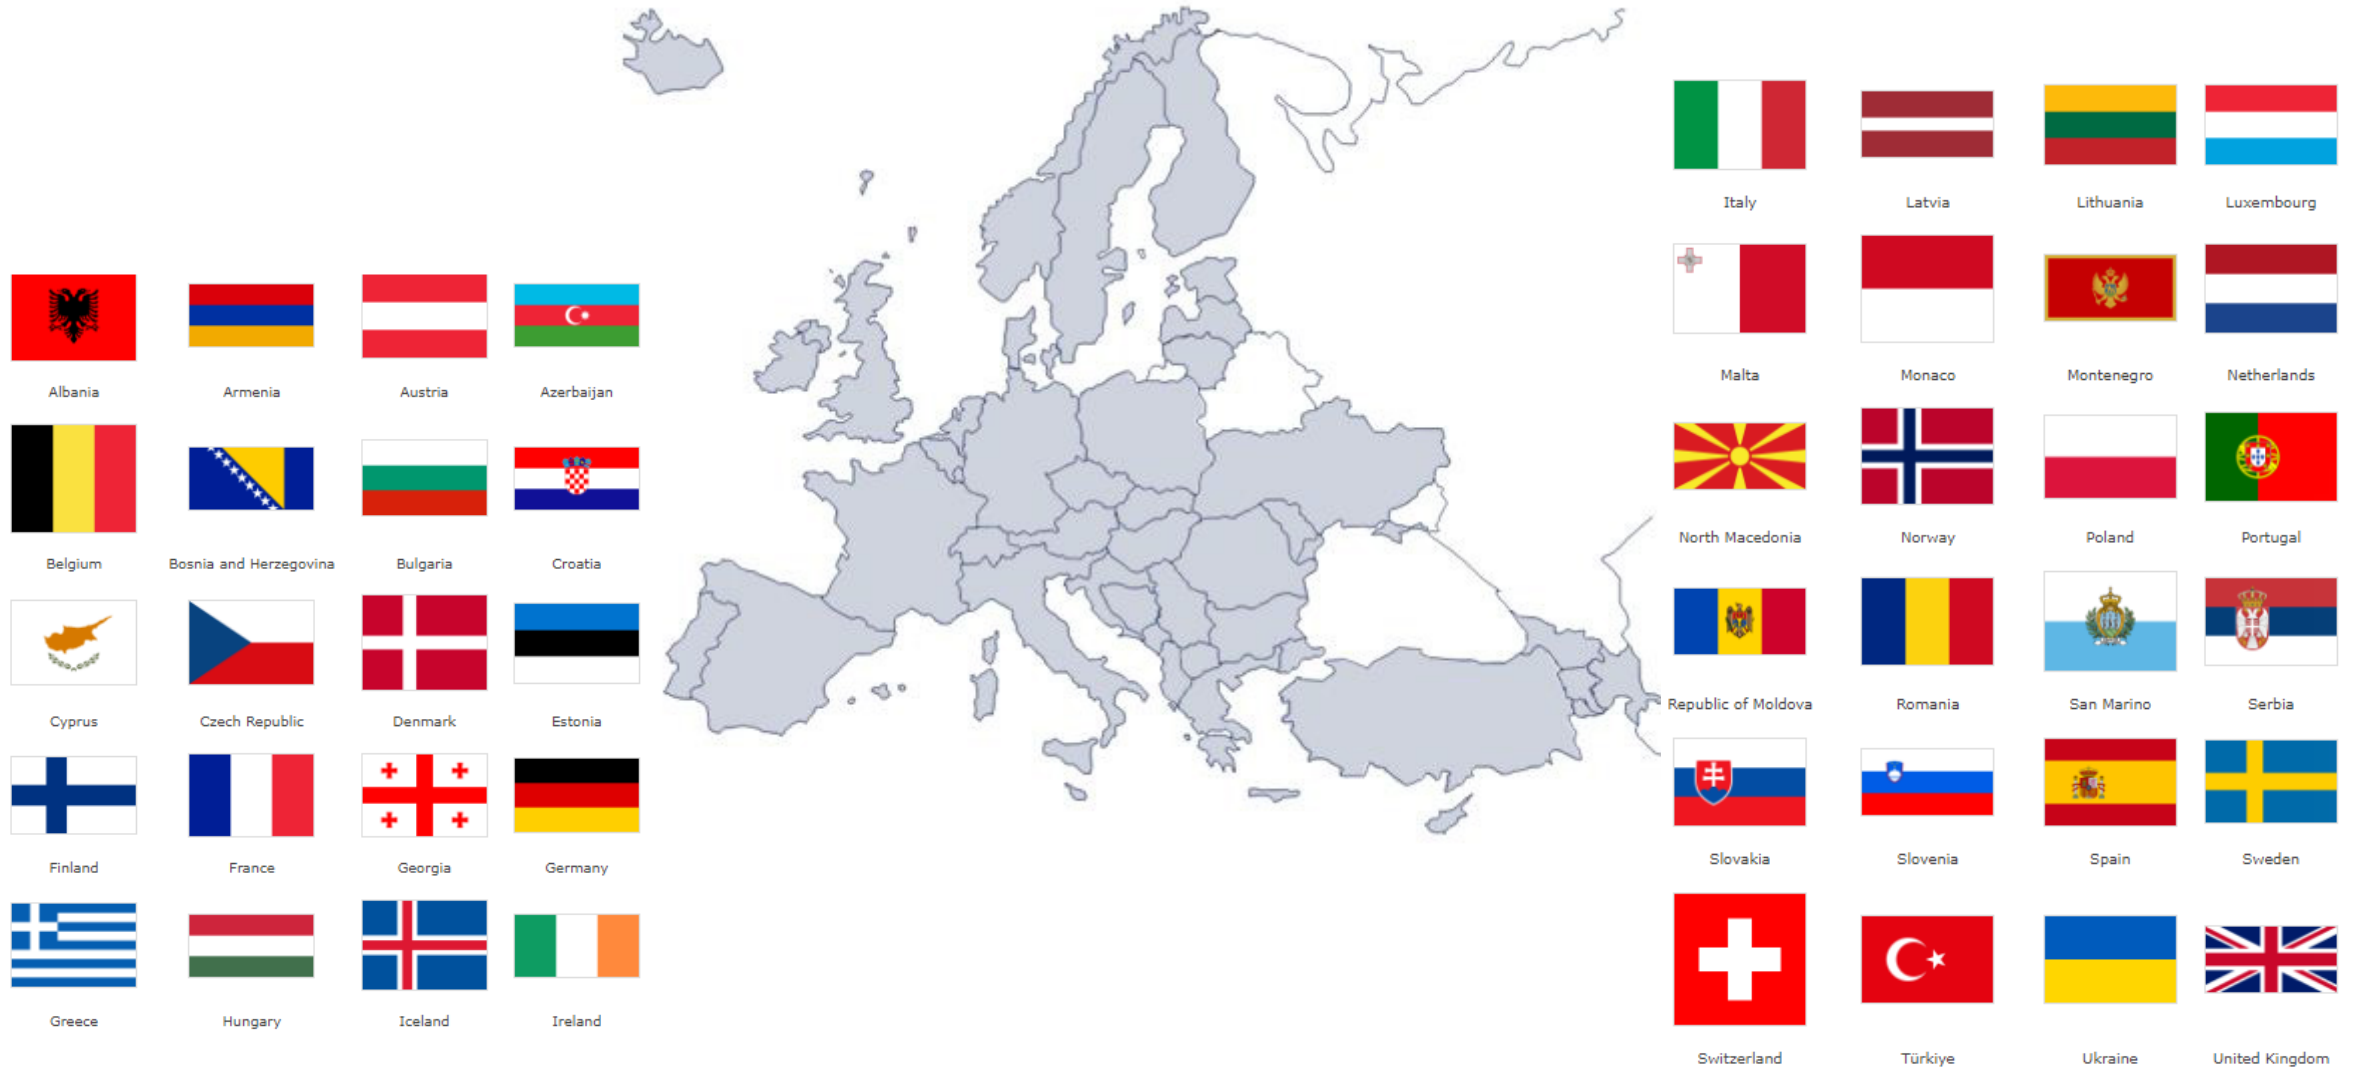 Albania
Armenia
Austria
Azerbaijan
Belgium
Bosnia and Herzegovina
Bulgaria
Croatia
Cyprus
Czech Republic
Denmark
Estonia
Finland
France
Georgia
Germany
Greece
Hungary
Iceland
Ireland
Italy
Latvia
Lithuania
Luxembourg
Malta
Monaco
Montenegro
Netherlands
North Macedonia
Norway
Poland
Portugal
Republic of Moldova
Romania
San Marino
Serbia
Slovakia
Slovenia
Spain
Sweden
Switzerland
Türkiye
Ukraine
United Kingdom